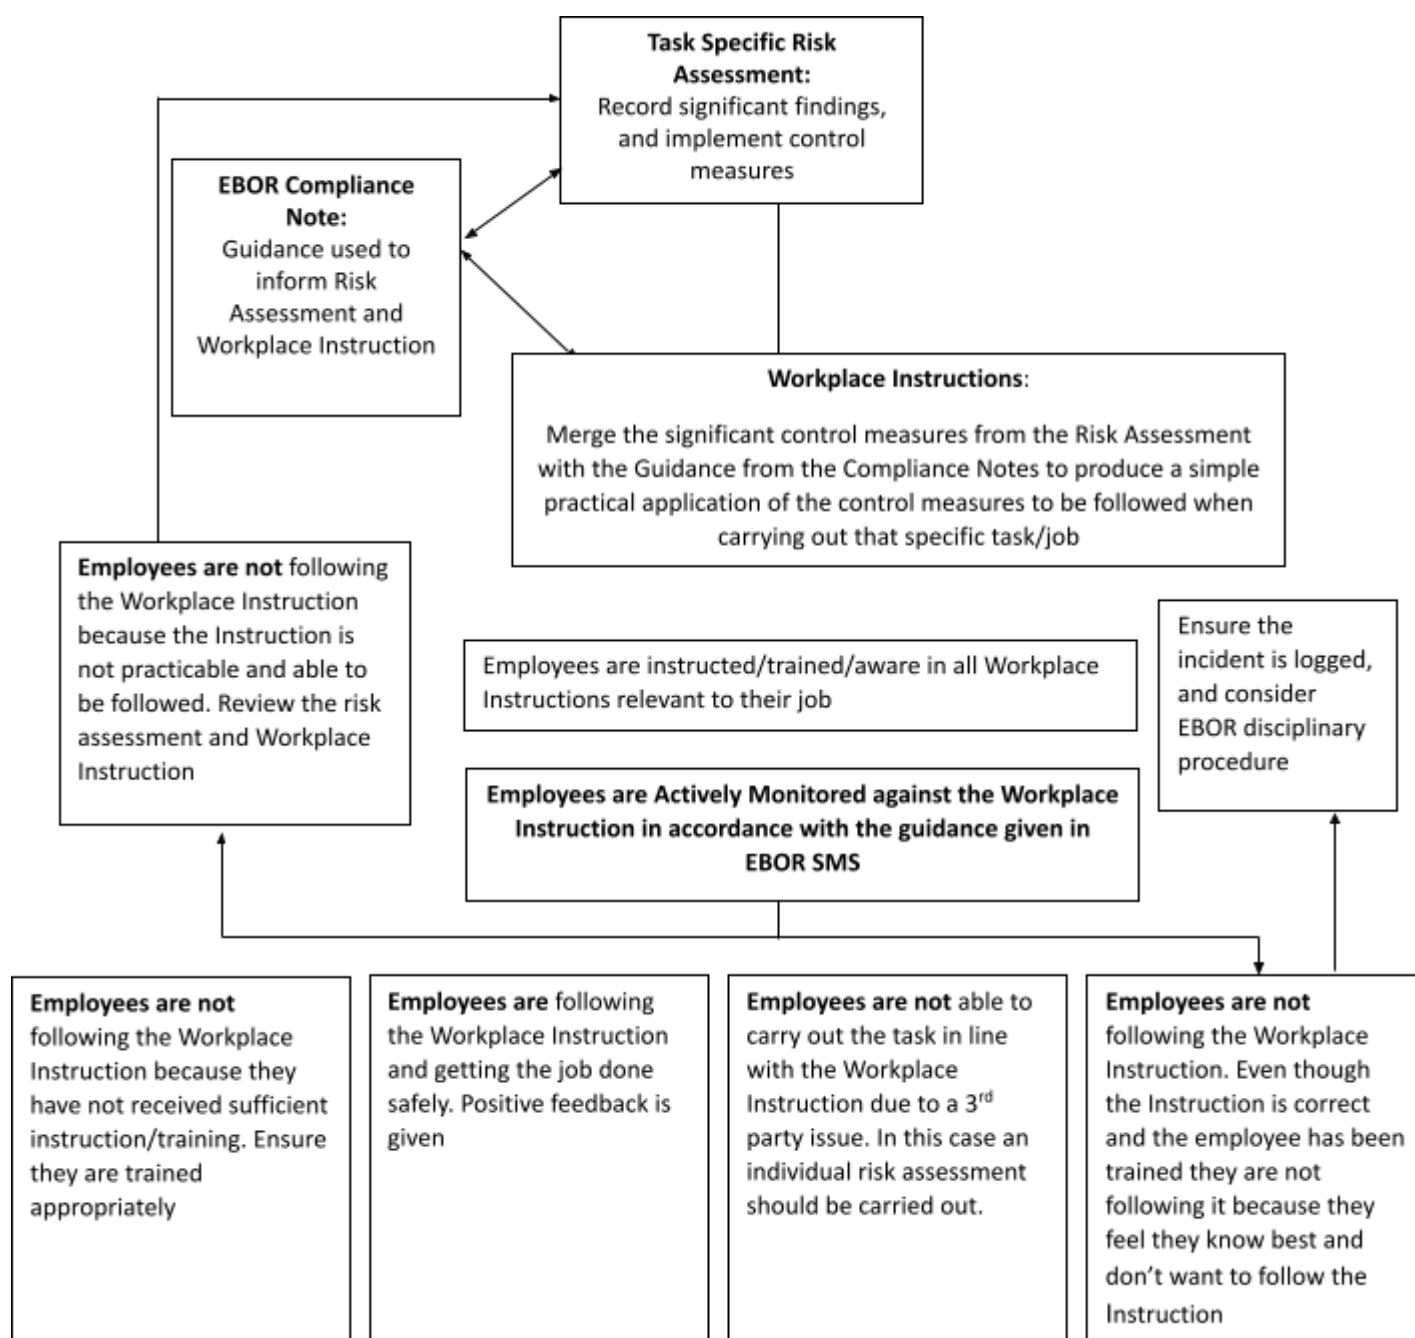 Task Specific Risk
Assessment:
Record significant findings,
and implement control
measures
EBOR Compliance
Note:
Guidance used to
inform Risk
Assessment and
Workplace Instruction
Workplace Instructions:
Merge the significant control measures from the Risk Assessment
with the Guidance from the Compliance Notes to produce a simple
practical application of the control measures to be followed when
carrying out that specific task/job
Employees are not following
the Workplace Instruction
because the Instruction is
not practicable and able to
be followed. Review the risk
assessment and Workplace
Instruction
Employees are instructed/trained/aware in all Workplace
Instructions relevant to their job
Ensure the
incident is logged,
and consider
EBOR disciplinary
procedure
Employees are Actively Monitored against the Workplace
Instruction in accordance with the guidance given in
EBOR SMS
Employees are not
following the Workplace
Instruction because they
have not received sufficient
instruction/training. Ensure
they are trained
appropriately
Employees are following
the Workplace Instruction
and getting the job done
safely. Positive feedback is
given
Employees are not able to
carry out the task in line
with the Workplace
Instruction due to a 3rd
party issue. In this case an
individual risk assessment
should be carried out.
Employees are not
following the Workplace
Instruction. Even though
the Instruction is correct
and the employee has been
trained they are not
following it because they
feel they know best and
don’t want to follow the
Instruction